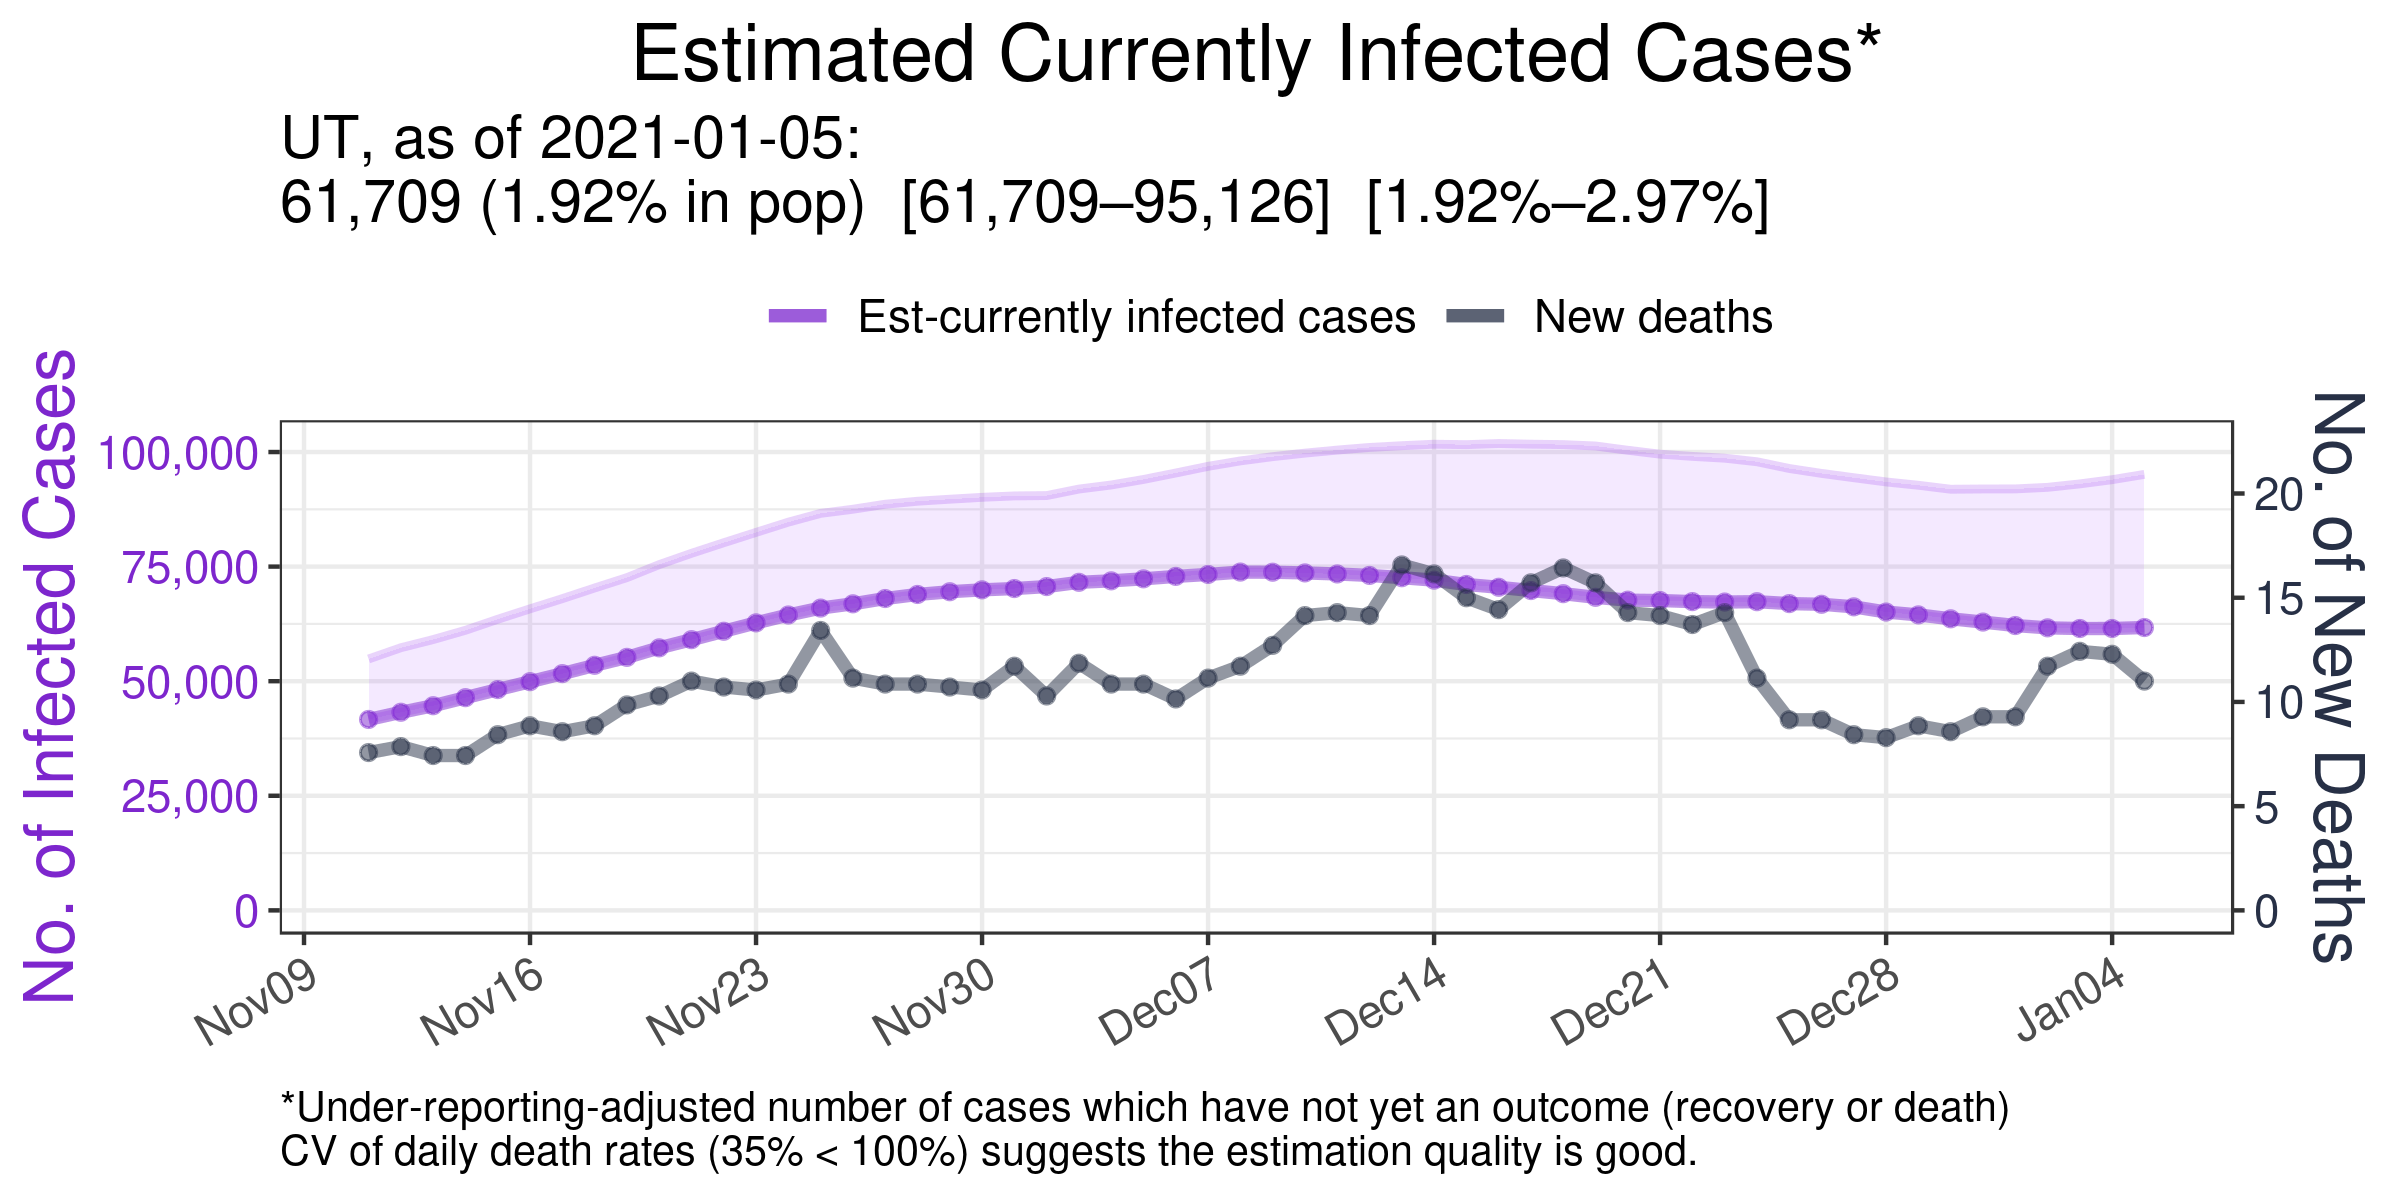 Estimated Currently Infected Cases*
UT, as of 2021-01-05:
61,709 (1.92% in pop)  [61,709–95,126]  [1.92%–2.97%]
Est-currently infected cases
New deaths
No. of Infected Cases
100,000
75,000
50,000
25,000
0
No. of New Deaths
20
15
10
5
0
Nov09
Nov16
Nov23
Nov30
Dec07
Dec14
Dec21
Dec28
Jan04
*Under-reporting-adjusted number of cases which have not yet an outcome (recovery or death)
CV of daily death rates (35% < 100%) suggests the estimation quality is good.